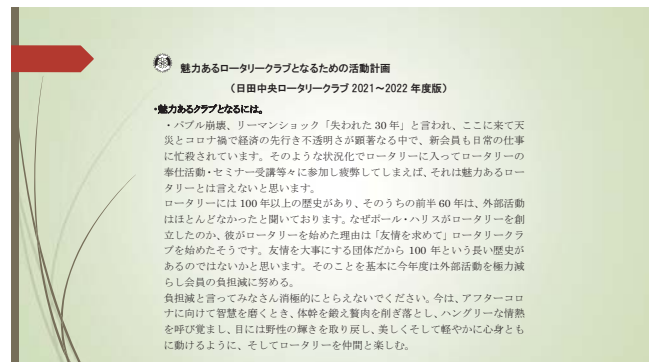 魅力あるロータリークラブとなるための活動計画
（日田中央ロータリークラブ 2021～2022 年度版）
・魅力あるクラブとなるには。
・バブル崩壊、リーマンショック「失われた 30 年」と言われ、ここに来て天
災とコロナ禍で経済の先行き不透明さが顕著なる中で、新会員も日常の仕事
に忙殺されています。そのような状況化でロータリーに入ってロータリーの
奉仕活動・セミナー受講等々に参加し疲弊してしまえば、それは魅力あるロー
タリーとは言えないと思います。
ロータリーには 100 年以上の歴史があり、そのうちの前半 60 年は、外部活動
はほとんどなかったと聞いております。なぜポール・ハリスがロータリーを創
立したのか、彼がロータリーを始めた理由は「友情を求めて」ロータリークラ
ブを始めたそうです。友情を大事にする団体だから 100 年という長い歴史が
あるのではないかと思います。そのことを基本に今年度は外部活動を極力減
らし会員の負担減に努める。
負担減と言ってみなさん消極的にとらえないでください。今は、アフターコロ
ナに向けて智慧を磨くとき、体幹を鍛え贅肉を削ぎ落とし、ハングリーな情熱
を呼び覚まし、目には野性の輝きを取り戻し、美しくそして軽やかに心身とも
に動けるように、そしてロータリーを仲間と楽しむ。